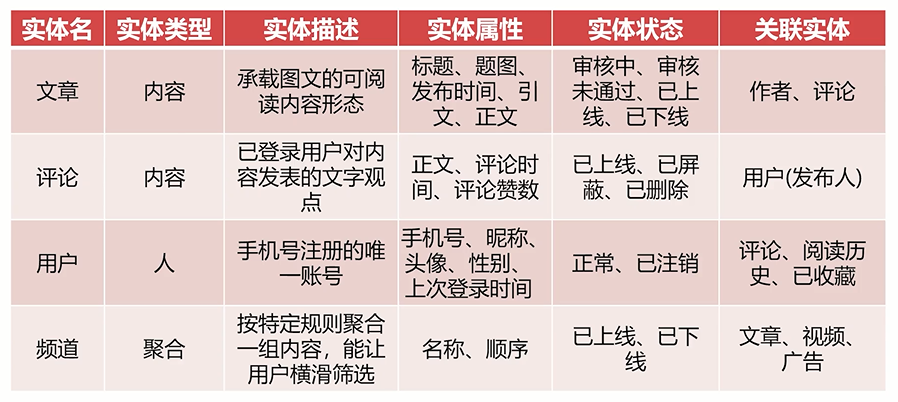 实体名 实体类型 实体描述 实体属性 实体状态 关联实体
文章 内容 承载图文的可阅
读内容形态 标题、题图、
发布时间、引
文、正文 审核中、审核
未通过、已上
线、已下线 作者、评论
评论 内容 已登录用户对内
容发表的文字观
点 正文、评论时
间、评论赞数 已上线、已屏
蔽、已删除 用户(发布人)
用户 人 手机号注册的唯
一账号 手机号、昵称、
头像、性别、
上次登录时间 正常、已注销 评论、阅读历
史、已收藏
频道 聚合 按特定规则聚合
一组内容，能让
用户横滑筛选 名称、顺序 已上线、已下
线 文章、视频、
广告